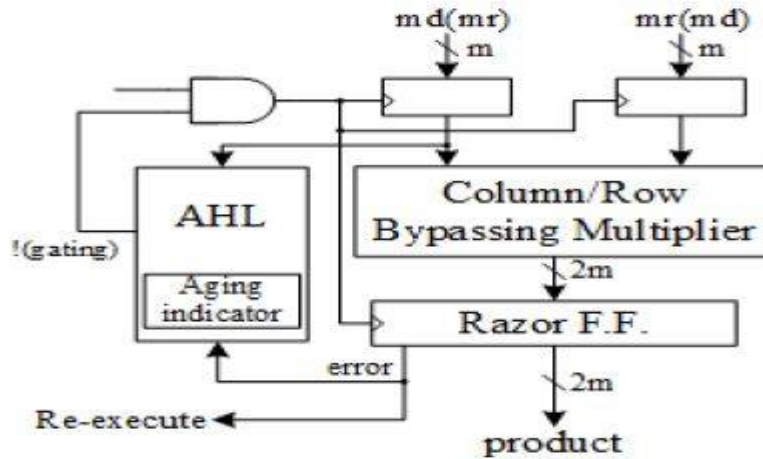 md(mr) mr(md)
m m
AHL
Column/Row
Bypassing Multiplier
!(gating)
Aging
indicator
2m
Razor F.F.
error
2m
Re-execute
product